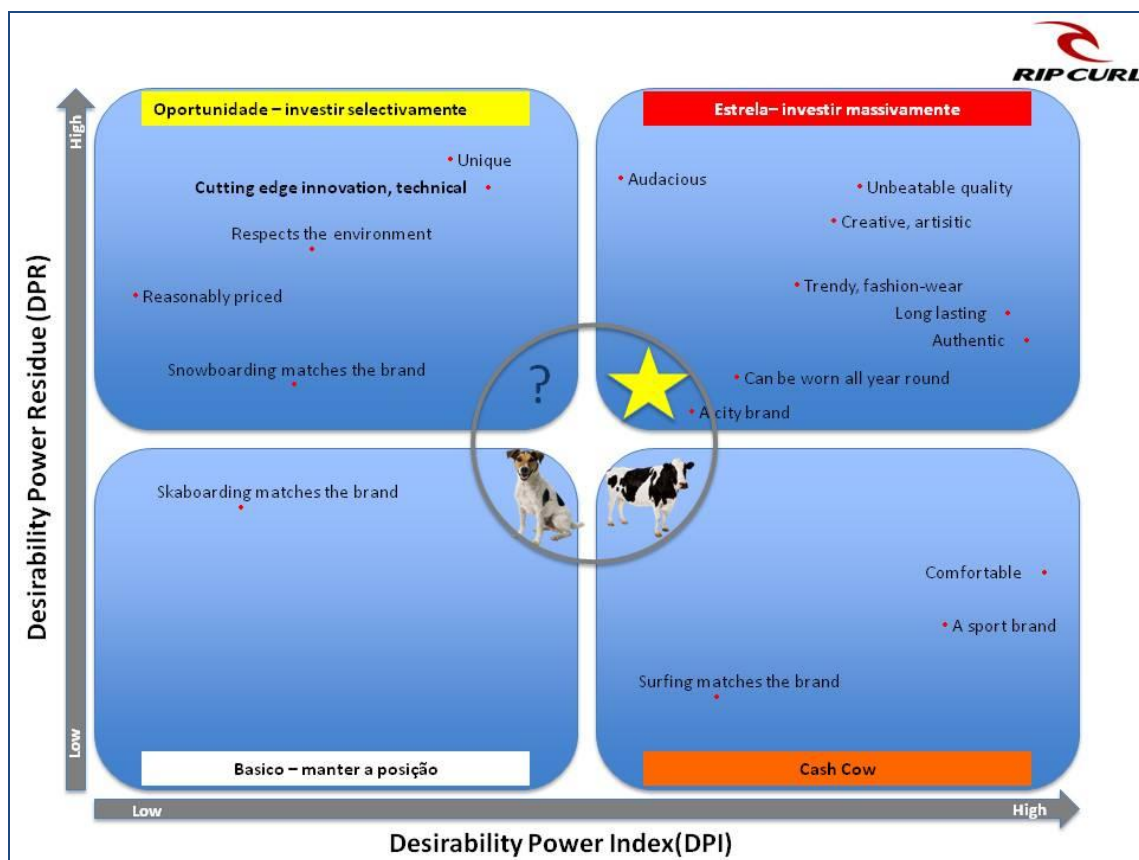 RIP CURL
High
Oportunidade – investir selectivamente
Estrela– investir massivamente
Unique
Cutting edge innovation, technical
Respects the environment
Reasonably priced
Snowboarding matches the brand
?
Audacious
Unbeatable quality
Creative, artisitic
Trendy, fashion-wear
Long lasting
Authentic
Can be worn all year round
A city brand
Desirability Power Residue (DPR)
Skaboarding matches the brand
Comfortable
A sport brand
Surfing matches the brand
Low
Basico – manter a posição
Cash Cow
Low
High
Desirability Power Index(DPI)